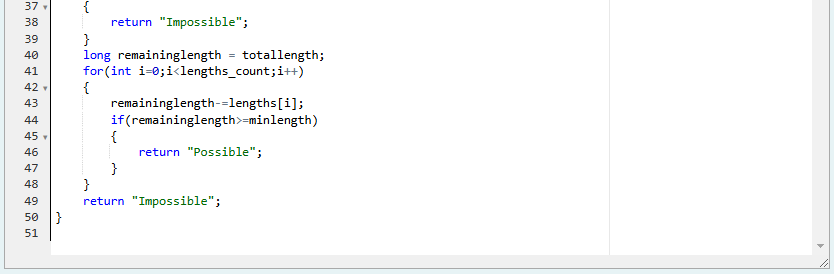 37 {
38 return "Impossible";
39 }
40 long remaininglength = totallength;
41 for(int i=0;i<lengths_count;i++)
42 {
43 remaininglength-=lengths[i];
44 if(remaininglength>=minlength)
45 {
46 return "Possible";
47 }
48 }
49 return "Impossible";
50 }
51